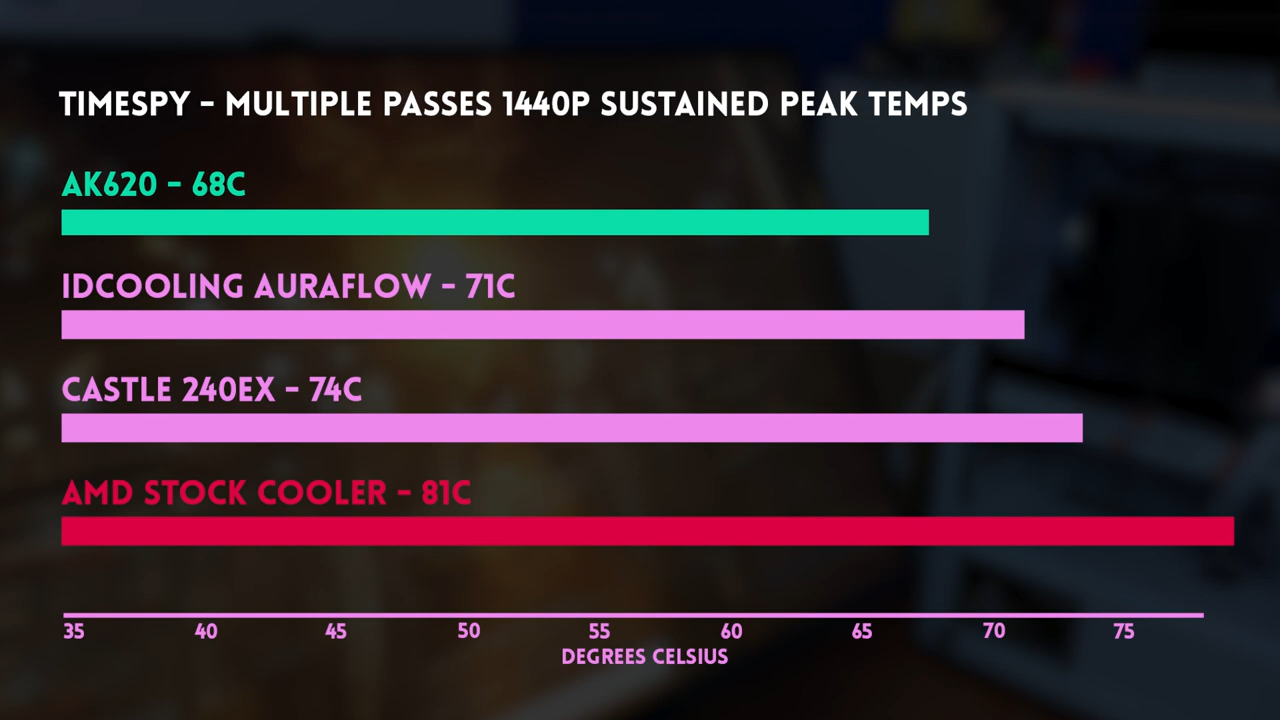 TIMESPY - MULTIPLE PASSES 1440P SUSTAINED PEAK TEMPS
AK620 - 68C
IDCOOLING AURAFLOW - 71C
CASTLE 240EX - 74C
AMD STOCK COOLER - 81C
35 40 45 50 55 60 65 70 75
DEGREES CELSIUS